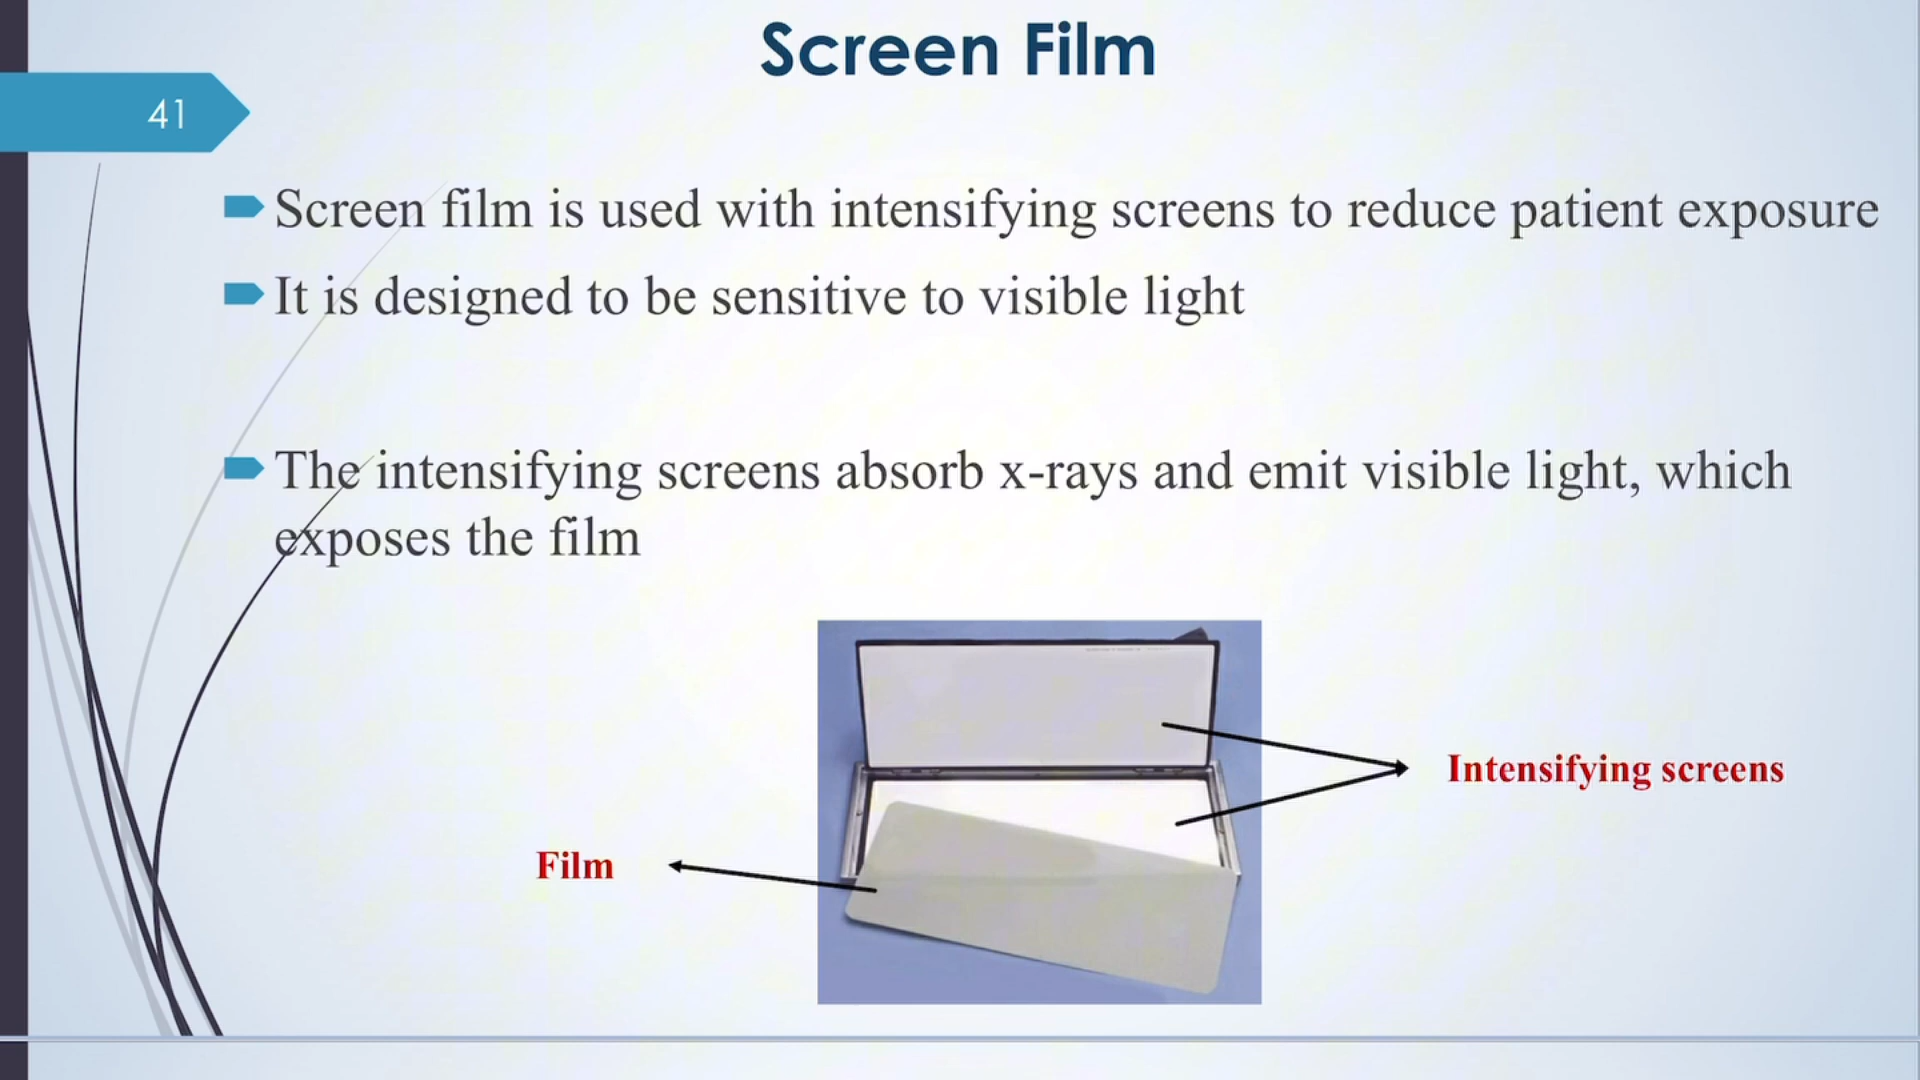 Screen Film
41
Screen film is used with intensifying screens to reduce patient exposure
It is designed to be sensitive to visible light
The intensifying screens absorb x-rays and emit visible light, which
exposes the film
Intensifying screens
Film